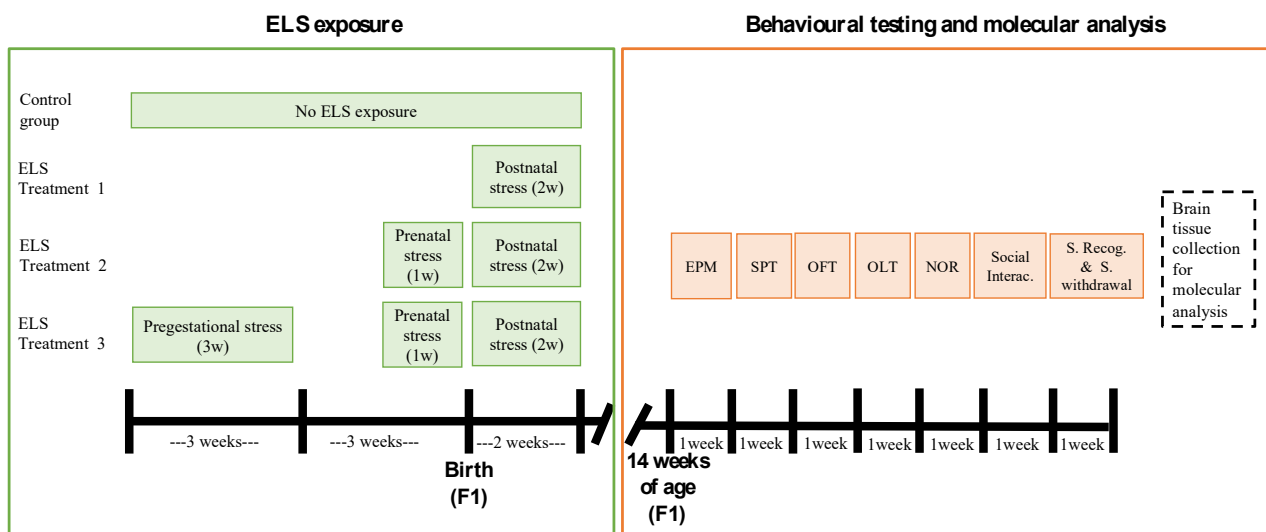 ELS exposure
Behavioural testing and molecular analysis
Control
group
No ELS exposure
ELS
Treatment 1
Postnatal
stress (2w)
ELS
Treatment 2
Prenatal
stress
(1w)
Postnatal
stress (2w)
ELS
Treatment 3
Pregestational stress
(3w)
Prenatal
stress
(1w)
Postnatal
stress (2w)
---3 weeks---
---3 weeks---
---2 weeks---
Birth
(F1)
EPM
SPT
OFT
OLT
NOR
Social
Interac.
S. Recog.
& S.
withdrawal
Brain
tissue
collection
for
molecular
analysis
1week
1week
1week
1week
1week
1week
1week
14 weeks
of age
(F1)